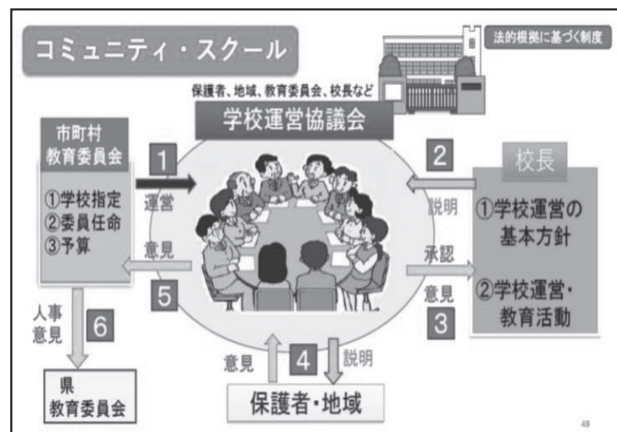 コミュニティ・スクール
法的根拠に基づく制度
保護者、地域、教育委員会、校長など
学校運営協議会
市町村
教育委員会
①学校指定
②委員任命
③予算
1
運営
意見
5
2
説明
承認
意見
3
校長
①学校運営の
基本方針
②学校運営・
教育活動
人事
意見
6
県
教育委員会
意見
4
説明
保護者・地域
49